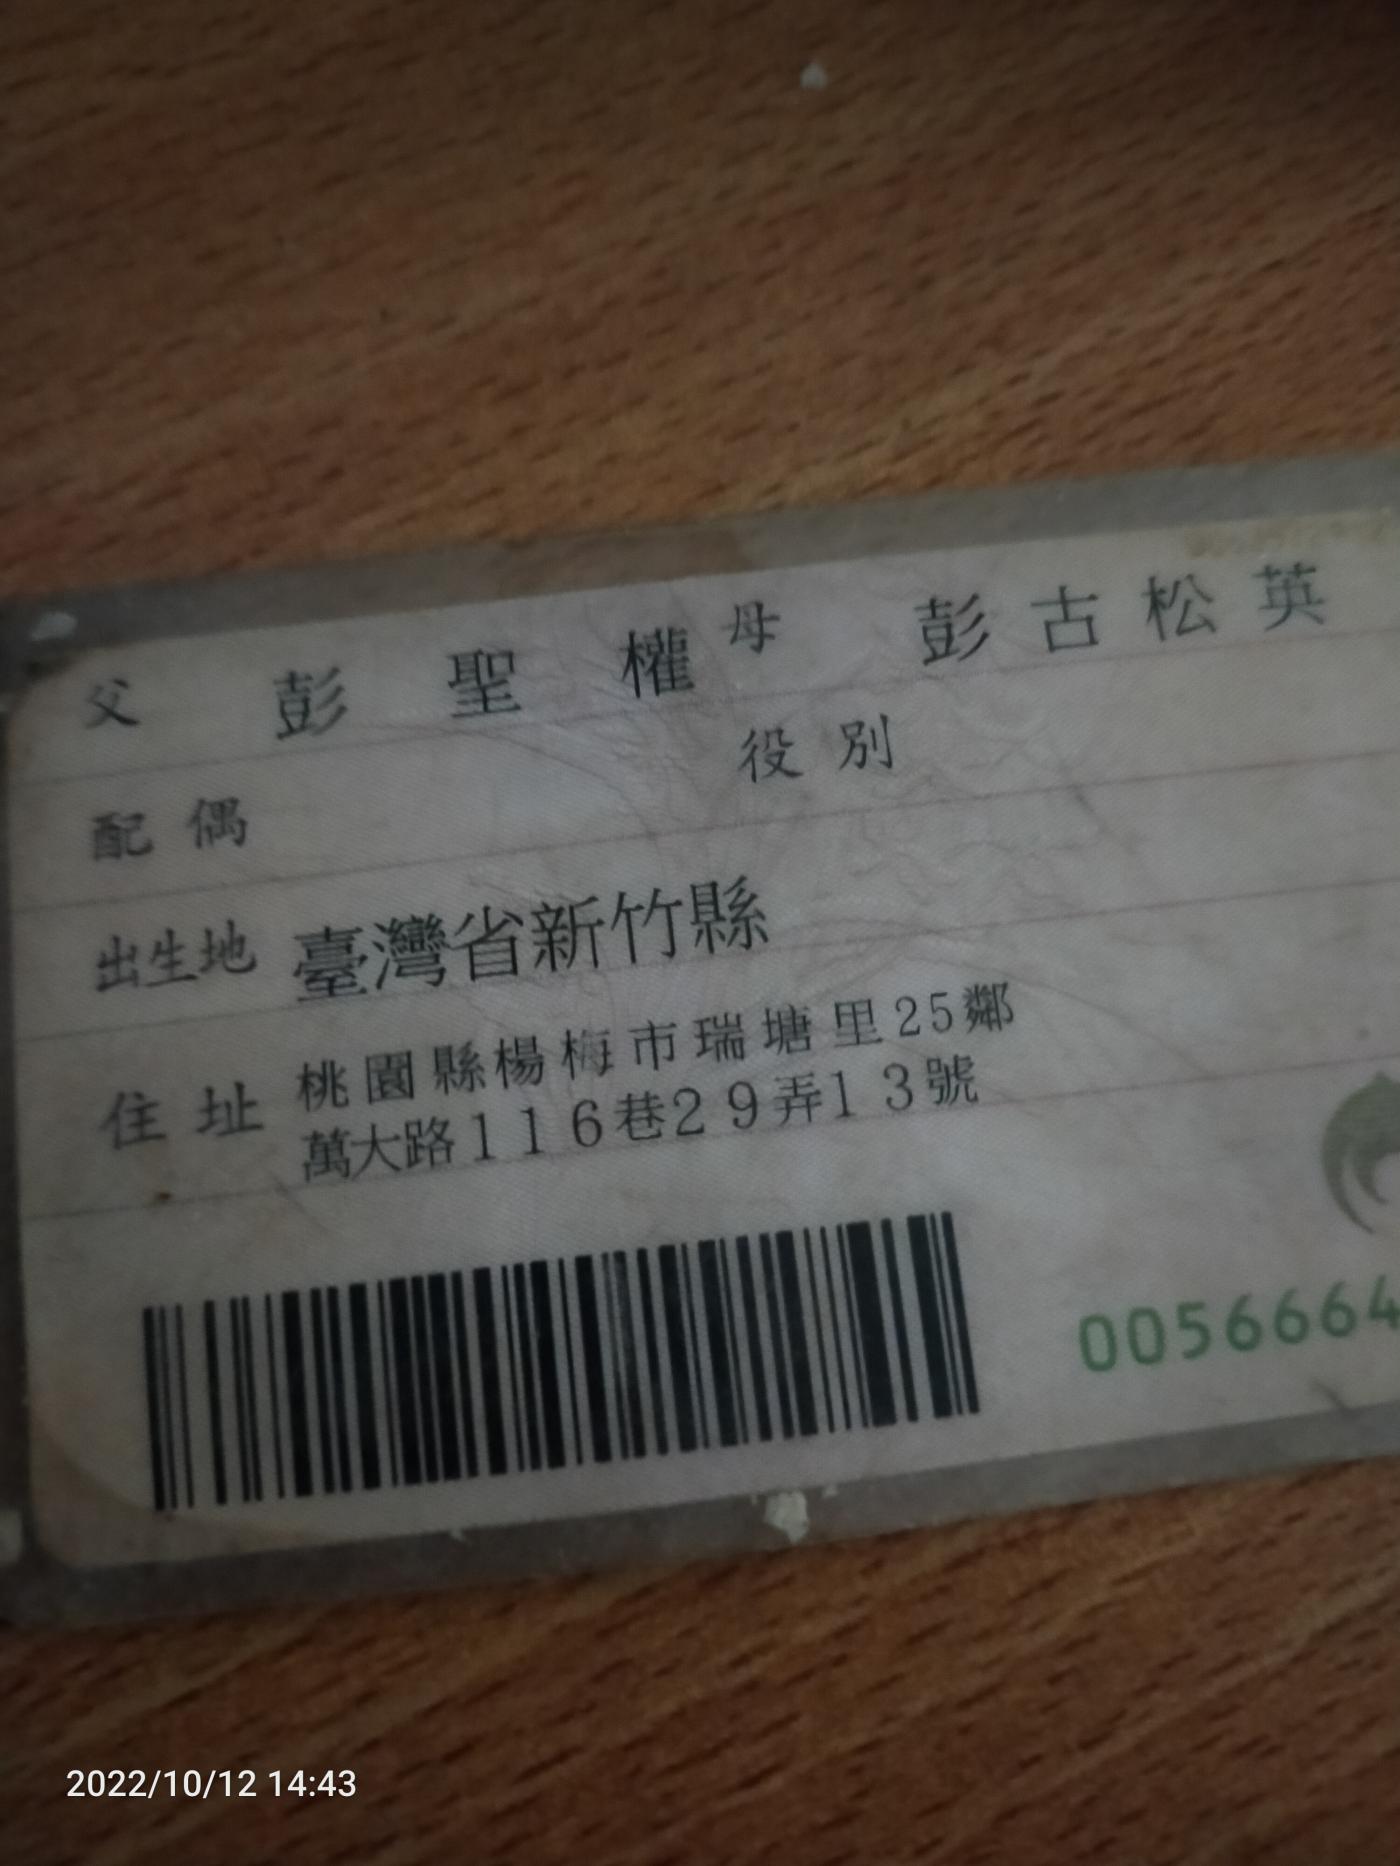 父 彭聖權 母 彭古松英
配偶 役別
出生地 臺灣省新竹縣
住址 桃園縣楊梅市瑞塘里25鄰
萬大路116巷29弄13號
0056664
2022/10/12 14:43